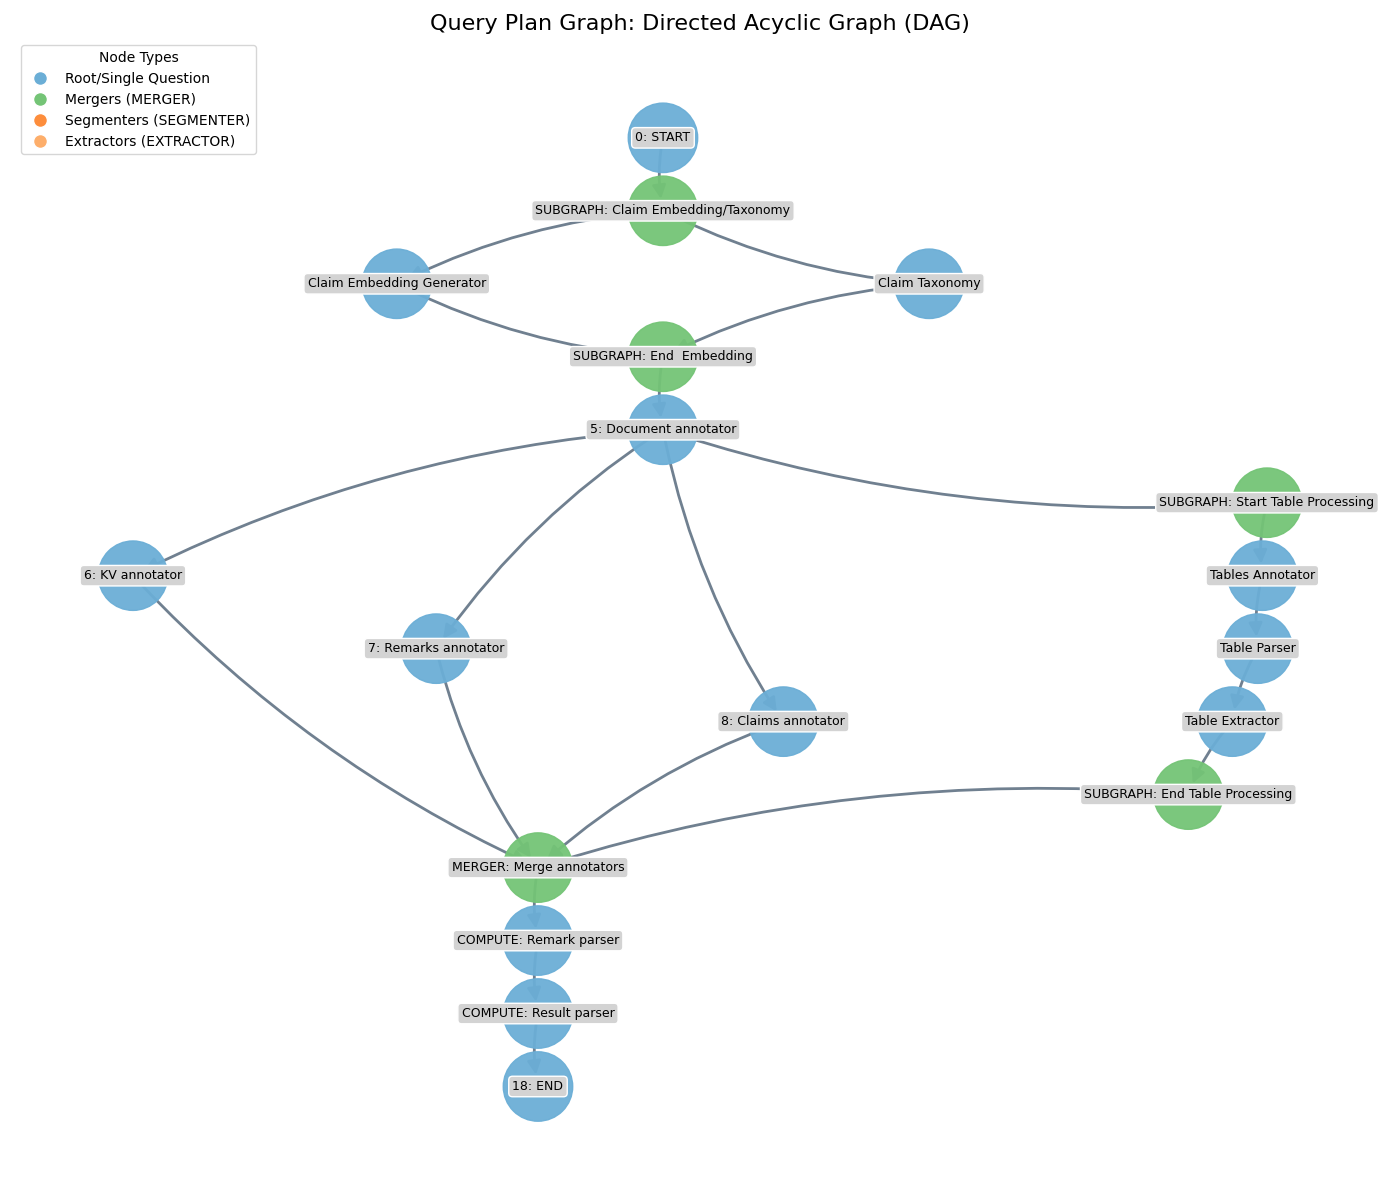 Query Plan Graph: Directed Acyclic Graph (DAG)
Node Types
Root/Single Question
Mergers (MERGER)
Segmenters (SEGMENTER)
Extractors (EXTRACTOR)
0: START
SUBGRAPH: Claim Embedding/Taxonomy
Claim Embedding Generator
Claim Taxonomy
SUBGRAPH: End  Embedding
5: Document annotator
SUBGRAPH: Start Table Processing
6: KV annotator
Tables Annotator
7: Remarks annotator
Table Parser
8: Claims annotator
Table Extractor
SUBGRAPH: End Table Processing
MERGER: Merge annotators
COMPUTE: Remark parser
COMPUTE: Result parser
18: END